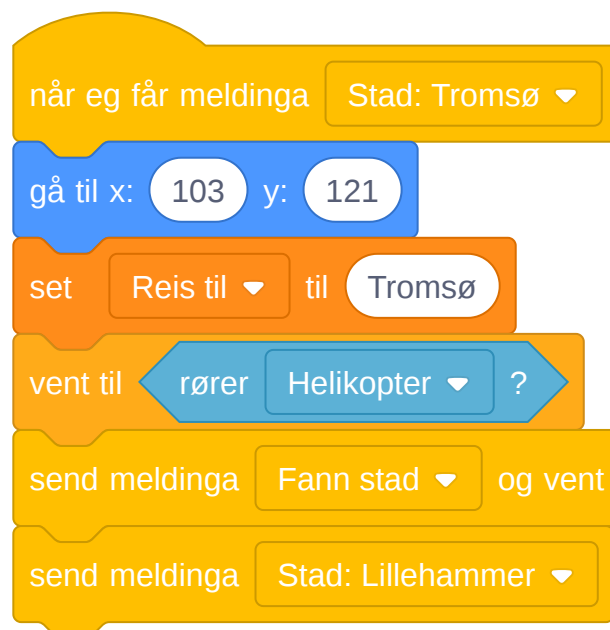 når eg får meldinga Stad: Tromsø
gå til x: 103 y: 121
set Reis til til Tromsø
vent til rører Helikopter ?
send meldinga Fann stad og vent
send meldinga Stad: Lillehammer